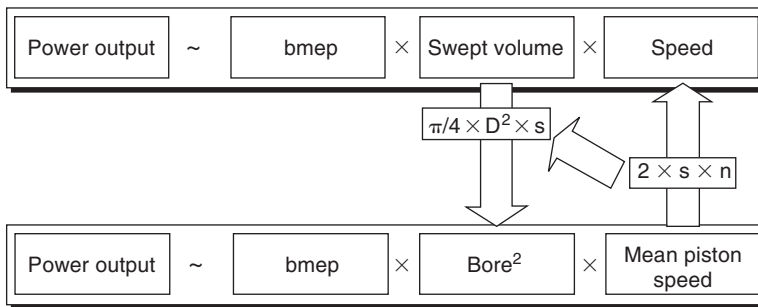 Power output ~ bmep × Swept volume × Speed
π/4 × D² × s
2 × s × n
Power output ~ bmep × Bore² × Mean piston
speed